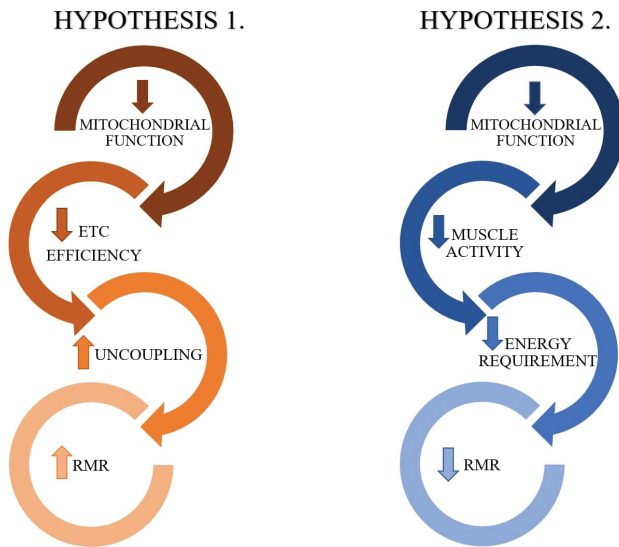 HYPOTHESIS 1.
MITOCHONDRIAL
FUNCTION
ETC
EFFICIENCY
UNCOUPLING
RMR
HYPOTHESIS 2.
MITOCHONDRIAL
FUNCTION
MUSCLE
ACTIVITY
ENERGY
REQUIREMENT
RMR